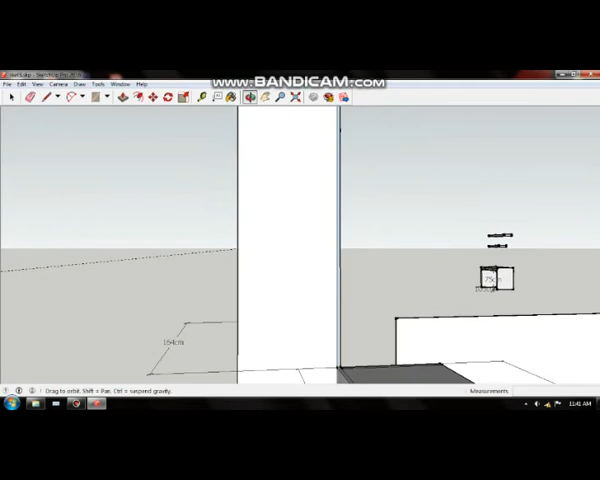 www.BANDICAM.com
File Edit View Camera Draw Tools Window Help
75cm
164cm
Drag to orbit. Shift = Pan. Ctrl = suspend gravity.
Measurements
11:41 AM